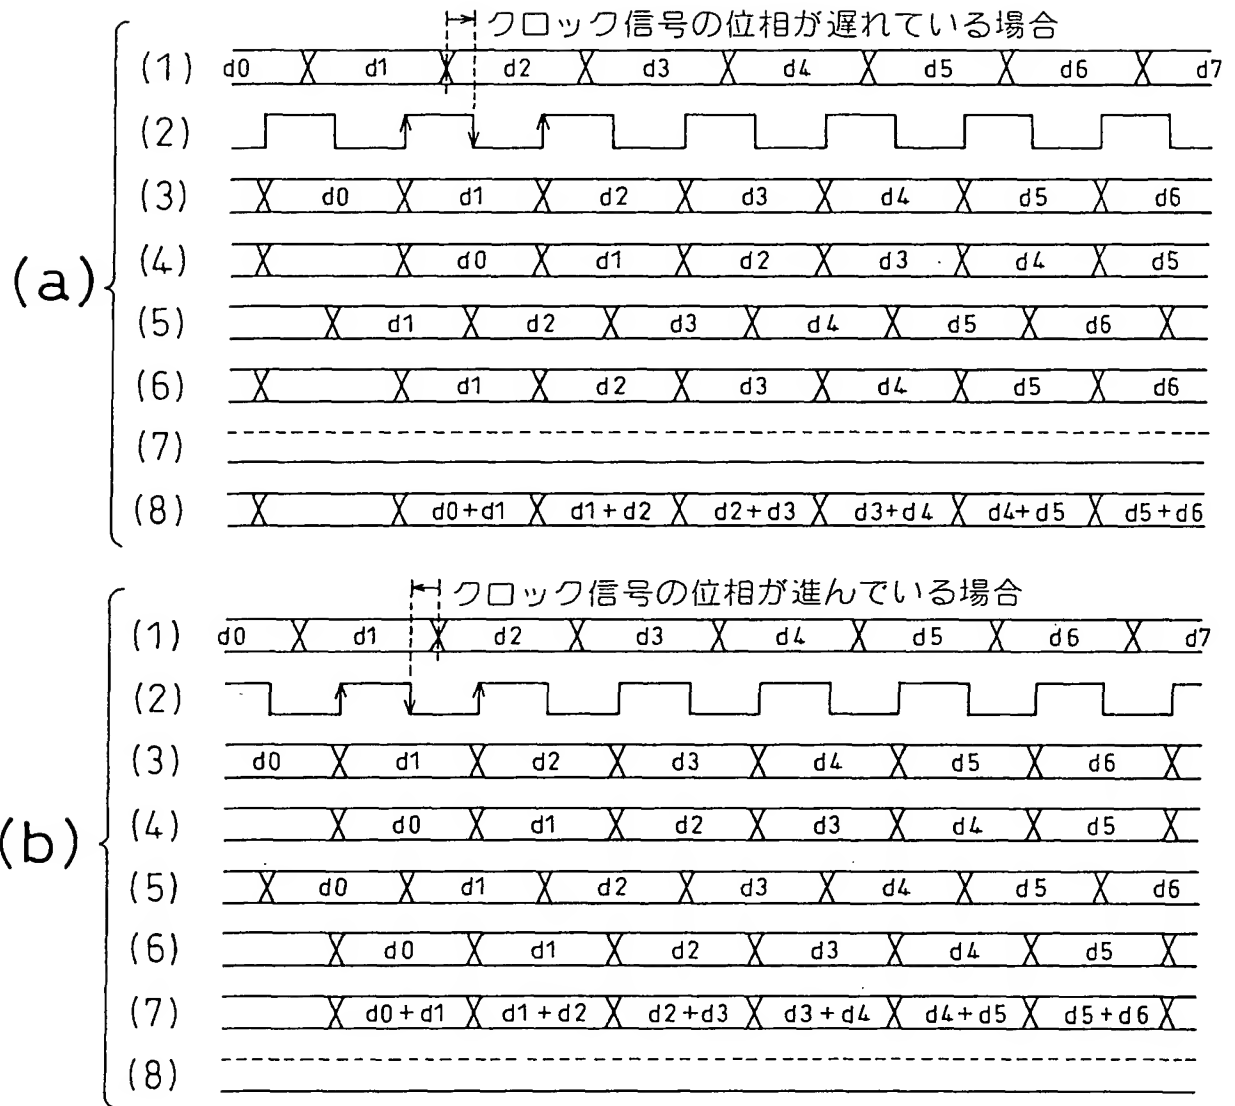 (a)
クロック信号の位相が遅れている場合
(1) d0 d1 d2 d3 d4 d5 d6 d7
(2)
(3) d0 d1 d2 d3 d4 d5 d6
(4) d0 d1 d2 d3 d4 d5
(5) d1 d2 d3 d4 d5 d6
(6) d1 d2 d3 d4 d5 d6
(7)
(8) d0+d1 d1+d2 d2+d3 d3+d4 d4+d5 d5+d6
(b)
クロック信号の位相が進んでいる場合
(1) d0 d1 d2 d3 d4 d5 d6 d7
(2)
(3) d0 d1 d2 d3 d4 d5 d6
(4) d0 d1 d2 d3 d4 d5
(5) d0 d1 d2 d3 d4 d5 d6
(6) d0 d1 d2 d3 d4 d5
(7) d0+d1 d1+d2 d2+d3 d3+d4 d4+d5 d5+d6
(8)